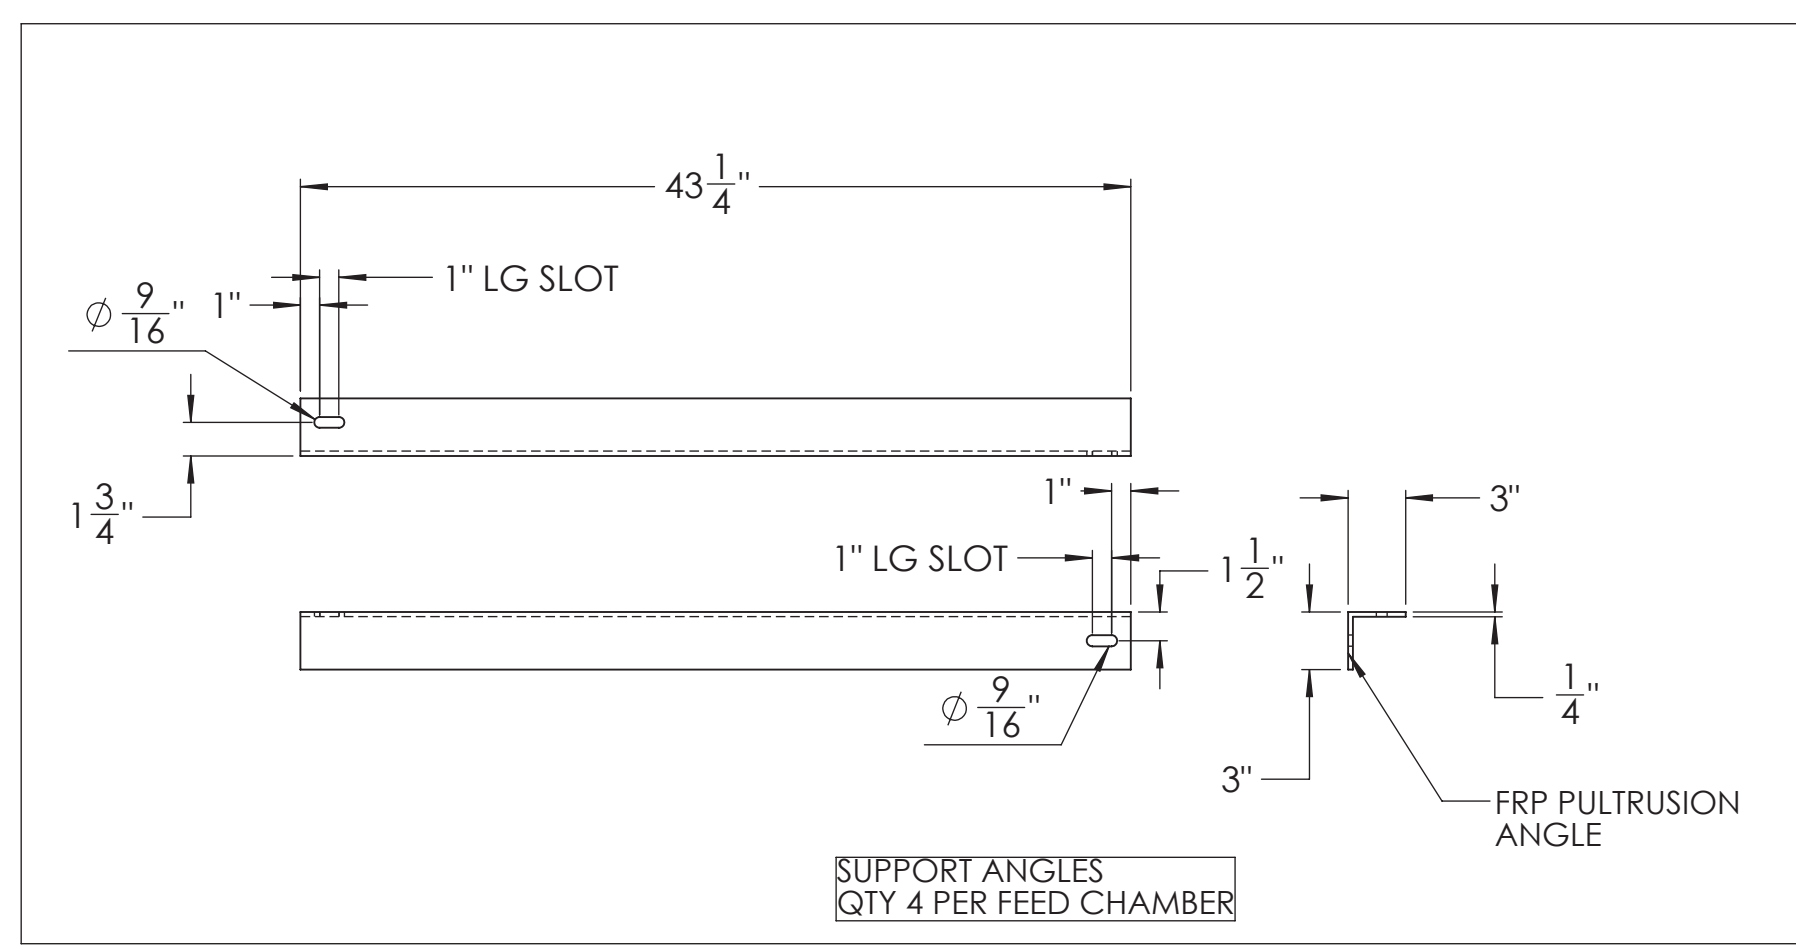 43 1/4"
1" LG SLOT
1"
∅ 9/16"
1 3/4"
1"
3"
1" LG SLOT
1 1/2"
∅ 9/16"
1/4"
3"
FRP PULTRUSION
ANGLE
SUPPORT ANGLES
QTY 4 PER FEED CHAMBER